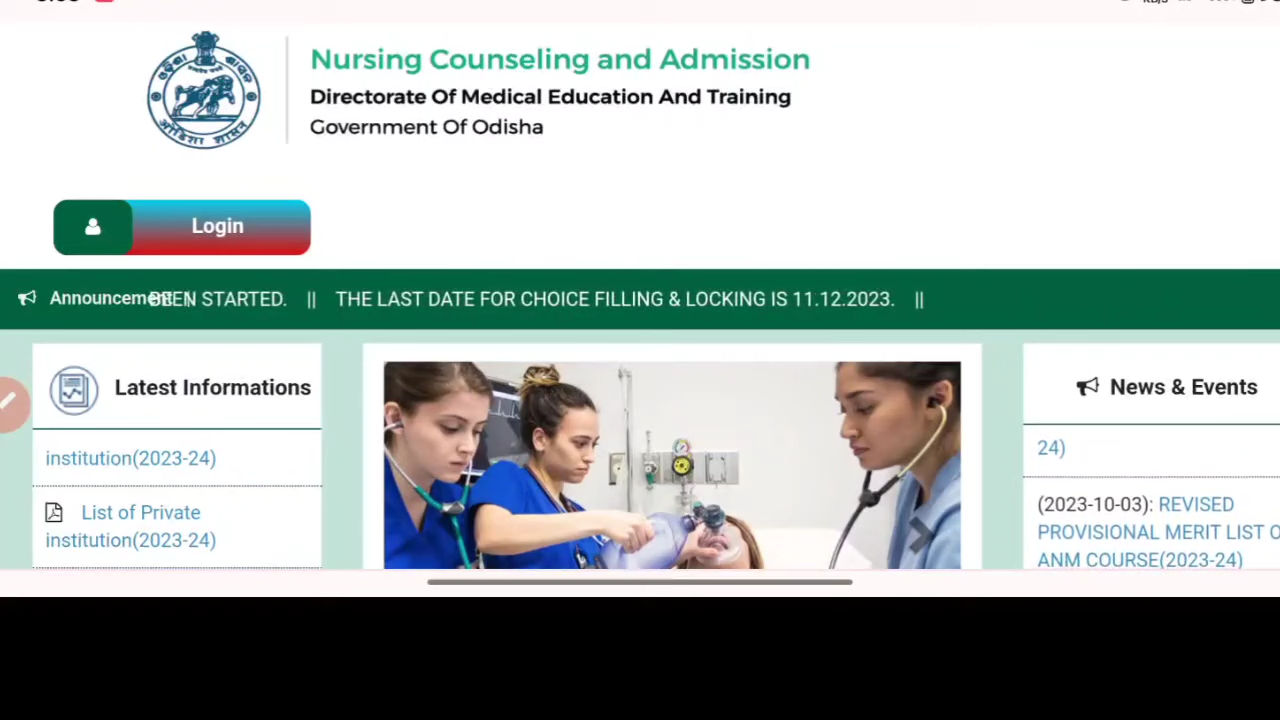 Nursing Counseling and Admission
Directorate Of Medical Education And Training
Government Of Odisha
Login
Announcement
BEEN STARTED. || THE LAST DATE FOR CHOICE FILLING & LOCKING IS 11.12.2023. ||
Latest Informations
institution(2023-24)
List of Private
institution(2023-24)
News & Events
24)
(2023-10-03): REVISED
PROVISIONAL MERIT LIST O
ANM COURSE(2023-24)